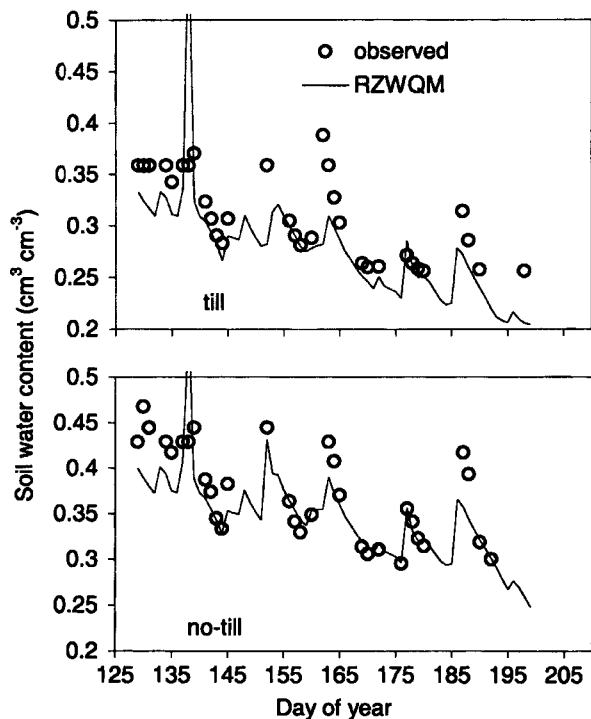 0.5
0.45
0.4
0.35
0.3
0.25
0.2
observed
RZWQM
till
0.5
0.45
0.4
0.35
0.3
0.25
0.2
no-till
Soil water content (cm³ cm⁻³)
125 135 145 155 165 175 185 195 205
Day of year